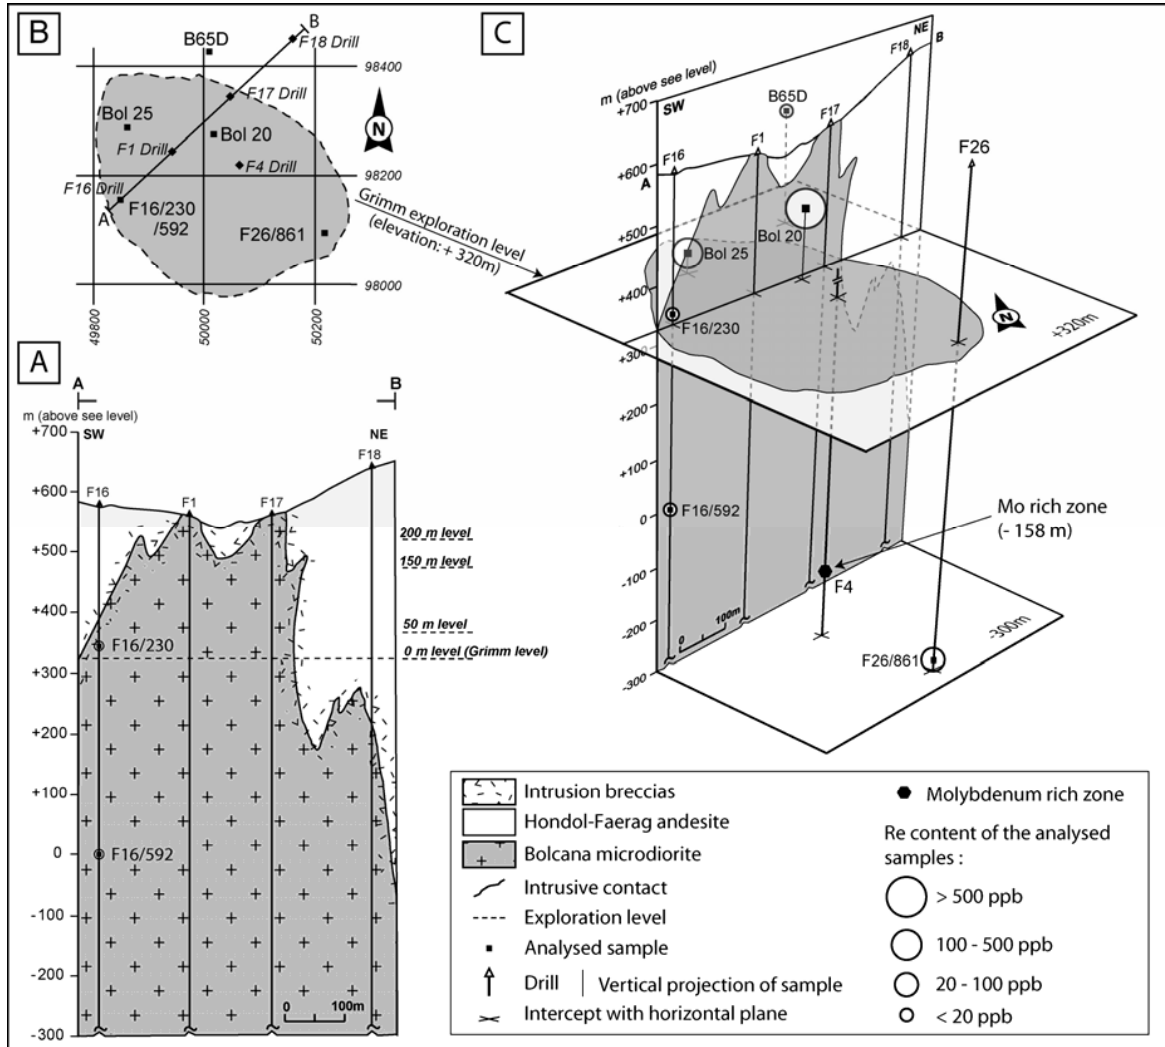 B
B
B65D
F18 Drill
98400
F17 Drill
Bol 25
Bol 20
N
F1 Drill
F4 Drill
F16 Drill
98200
A
F16/230
/592
F26/861
98000
49800
50000
50200
Grimm exploration level
(elevation: + 320m)
C
m (above see level)
+700
SW
NE
B
F18
B65D
F17
F1
F16
F26
+600
A
+500
Bol 20
Bol 25
+400
F16/230
N
+320m
+300
+200
+100
0
F16/592
Mo rich zone
(- 158 m)
-100
F4
-200
0
100m
-300m
F26/861
-300
A
A
B
m (above see level)
+700
SW
NE
F18
+600
F16
F1
F17
+500
200 m level
150 m level
+400
50 m level
F16/230
0 m level (Grimm level)
+300
+200
+100
0
F16/592
-100
-200
0
100m
-300
Intrusion breccias
Hondol-Faerag andesite
Bolcana microdiorite
Intrusive contact
Exploration level
Analysed sample
Drill
Vertical projection of sample
Intercept with horizontal plane
Molybdenum rich zone
Re content of the analysed
samples :
> 500 ppb
100 - 500 ppb
20 - 100 ppb
< 20 ppb